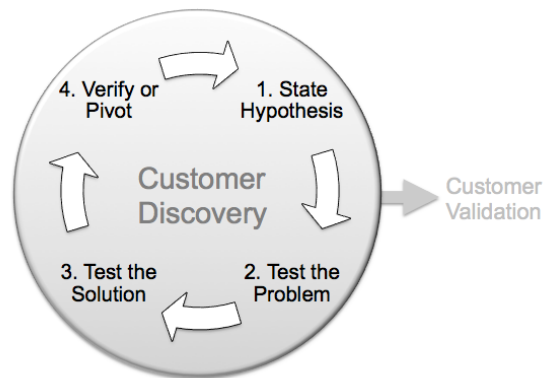 4. Verify or
Pivot
1. State
Hypothesis
Customer
Discovery
Customer
Validation
3. Test the
Solution
2. Test the
Problem